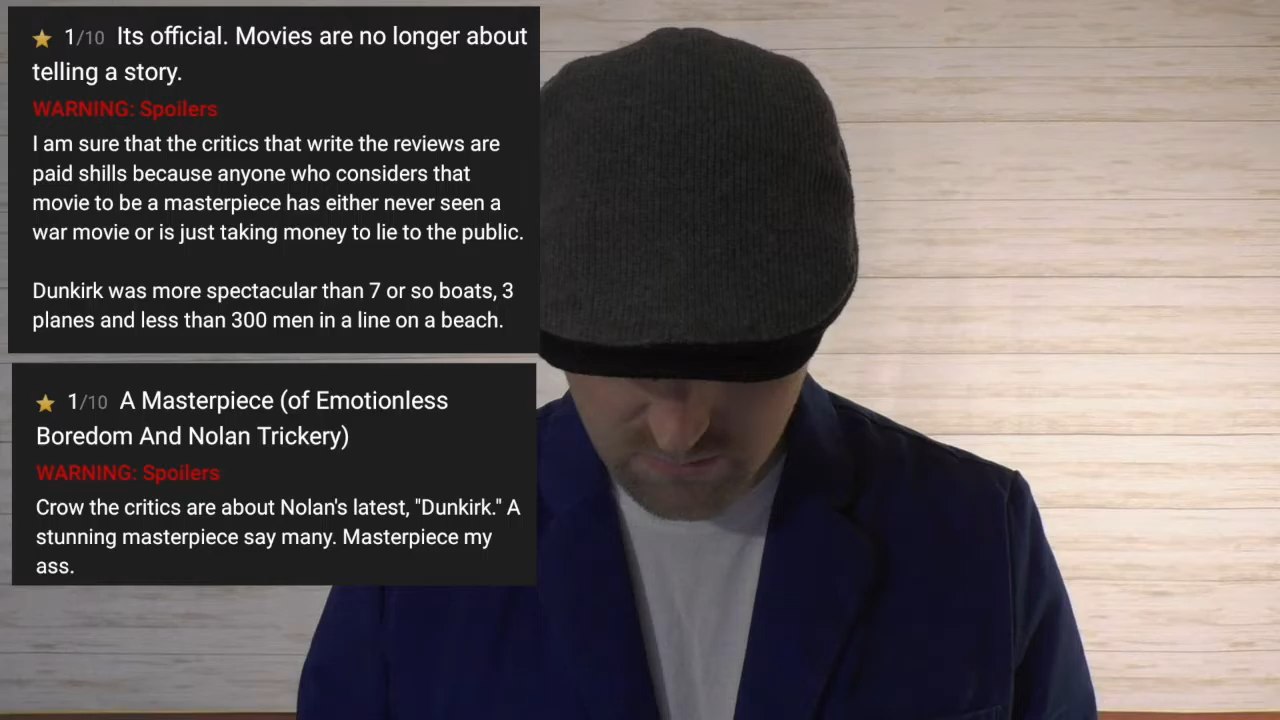 1/10 Its official. Movies are no longer about
telling a story.
WARNING: Spoilers
I am sure that the critics that write the reviews are
paid shills because anyone who considers that
movie to be a masterpiece has either never seen a
war movie or is just taking money to lie to the public.
Dunkirk was more spectacular than 7 or so boats, 3
planes and less than 300 men in a line on a beach.
1/10 A Masterpiece (of Emotionless
Boredom And Nolan Trickery)
WARNING: Spoilers
Crow the critics are about Nolan's latest, "Dunkirk." A
stunning masterpiece say many. Masterpiece my
ass.